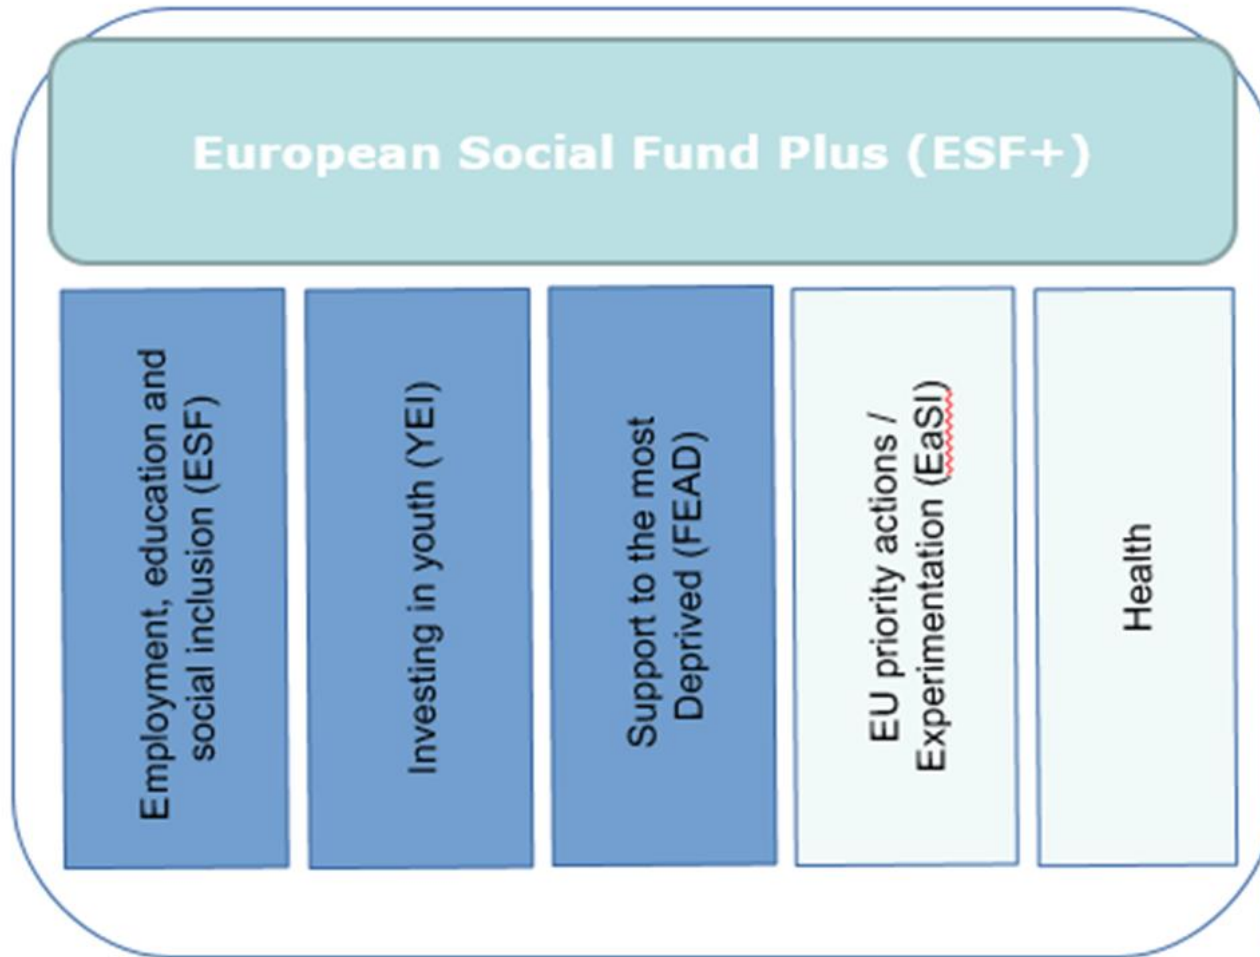 European Social Fund Plus (ESF+)
Employment, education and
social inclusion (ESF)
Investing in youth (YEI)
Support to the most
Deprived (FEAD)
EU priority actions /
Experimentation (EaSI)
Health